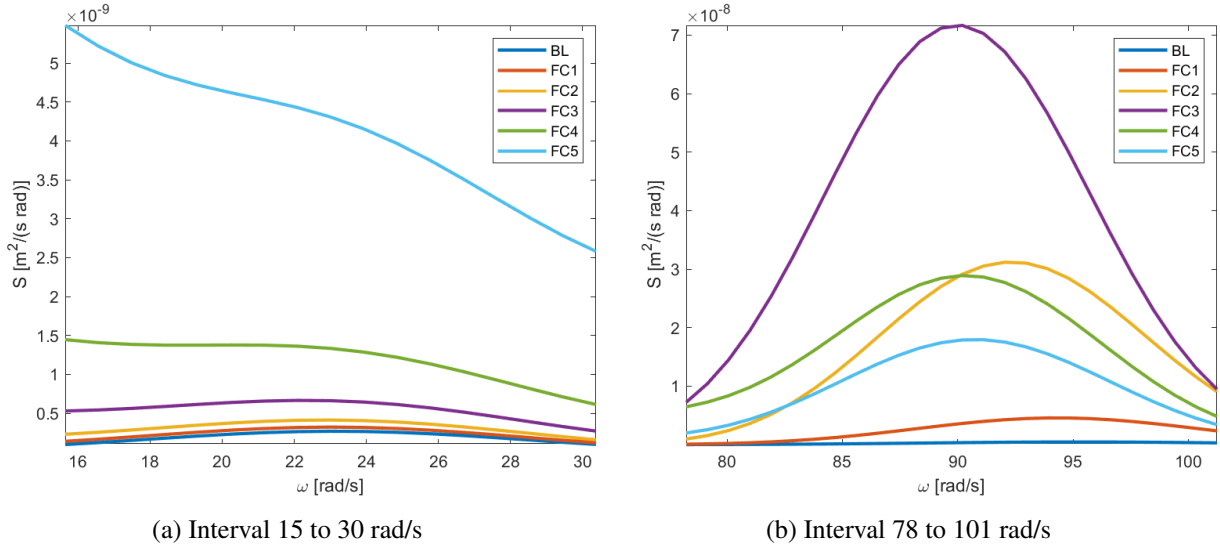 ×10⁻⁹
5
4.5
4
3.5
3
2.5
2
1.5
1
0.5
S [m²/(s rad)]
BL
FC1
FC2
FC3
FC4
FC5
16 18 20 22 24 26 28 30
ω [rad/s]
(a) Interval 15 to 30 rad/s
×10⁻⁸
7
6
5
4
3
2
1
S [m²/(s rad)]
BL
FC1
FC2
FC3
FC4
FC5
80 85 90 95 100
ω [rad/s]
(b) Interval 78 to 101 rad/s